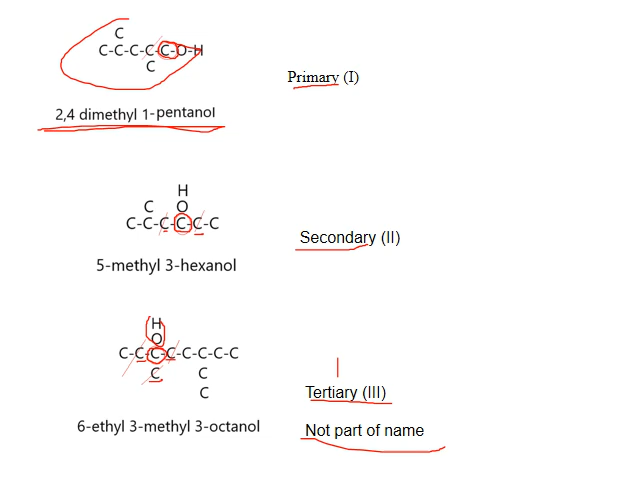 C
C-C-C-C-C-O-H
C
Primary (I)
2,4 dimethyl 1-pentanol
H
C O
C-C-C-C-C-C
Secondary (II)
5-methyl 3-hexanol
H
O
C-C-C-C-C-C-C-C
C C
C
Tertiary (III)
6-ethyl 3-methyl 3-octanol
Not part of name